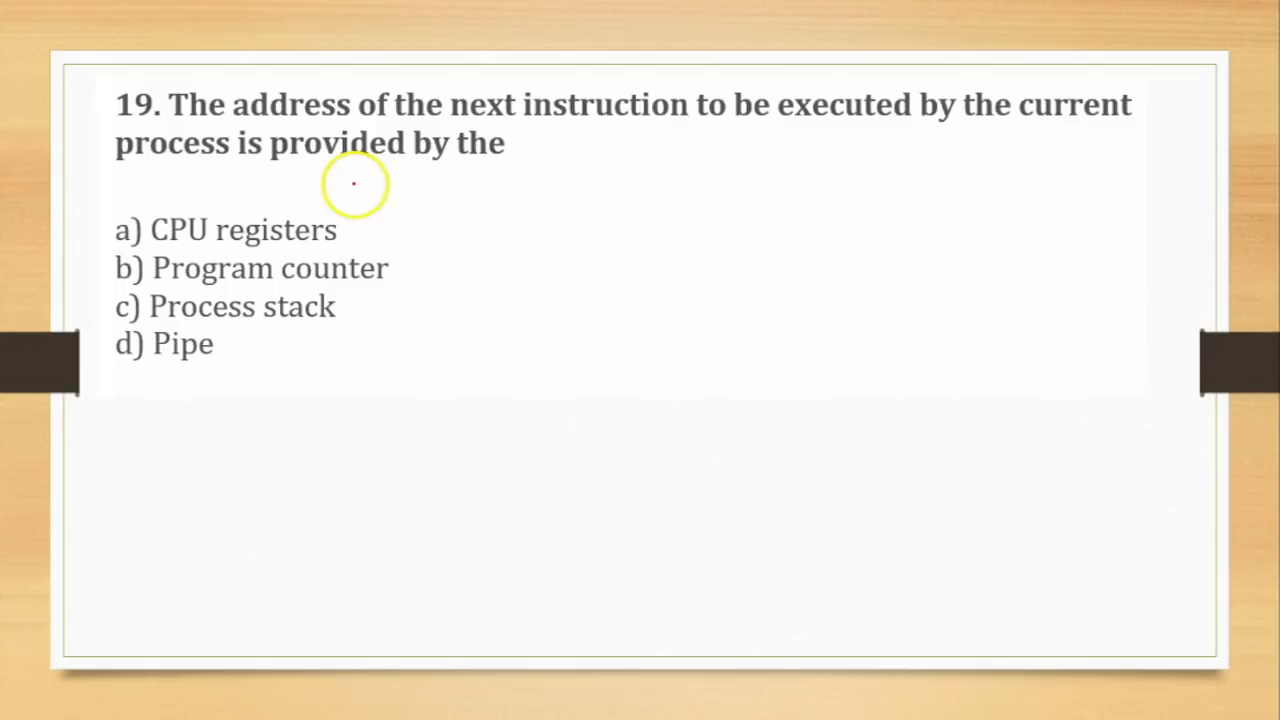 19. The address of the next instruction to be executed by the current
process is provided by the
a) CPU registers
b) Program counter
c) Process stack
d) Pipe